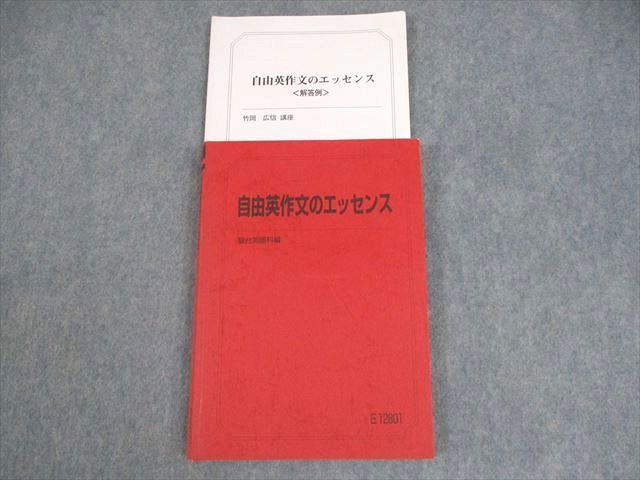 自由英作文のエッセンス
<解答例>
竹岡 広信 講座
自由英作文のエッセンス
駿台英語科編
E12801